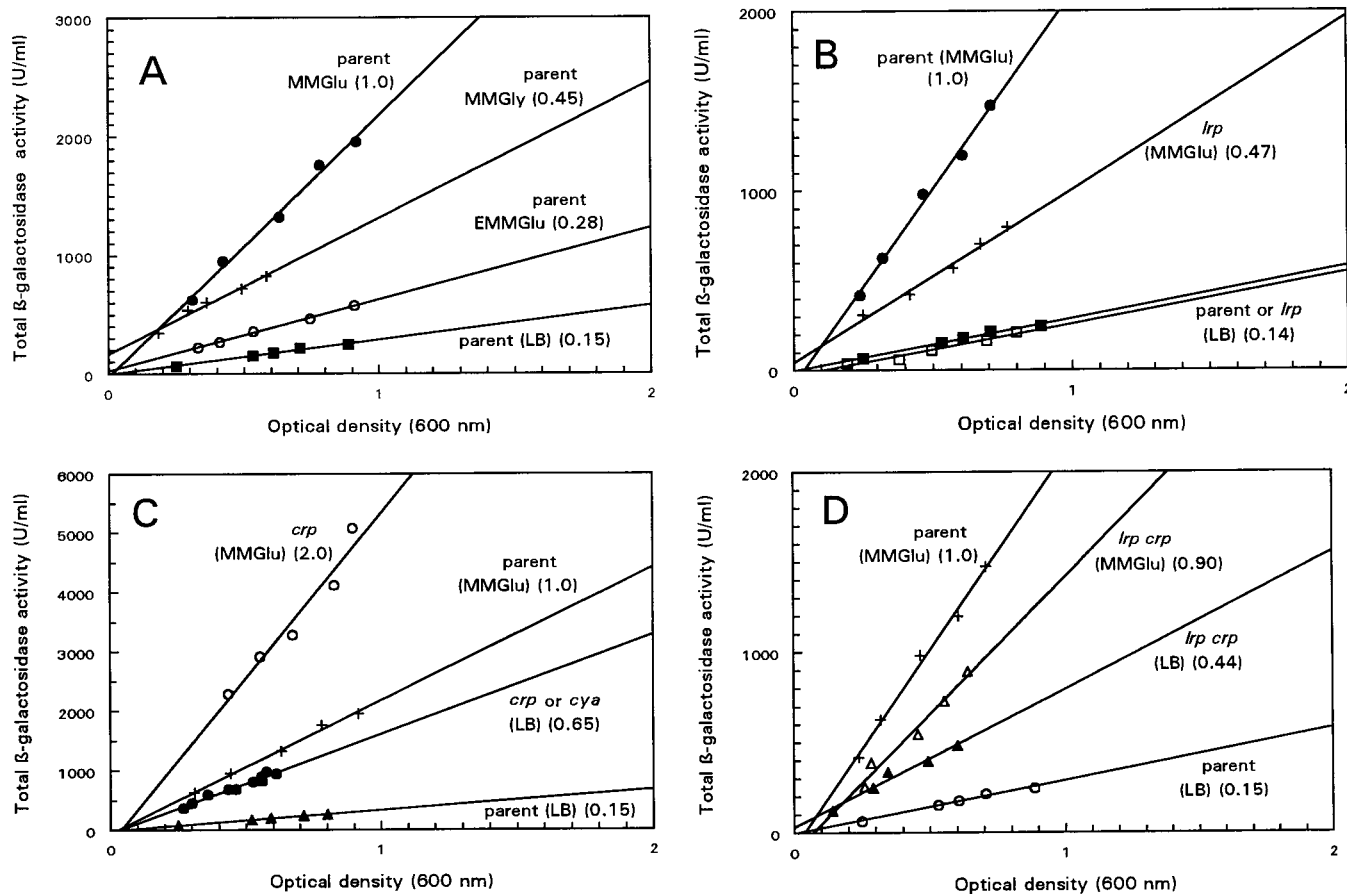 A
Total ß-galactosidase activity (U/ml)
3000
2000
1000
0
parent
MMGlu (1.0)
parent
MMGly (0.45)
parent
EMMGlu (0.28)
parent (LB) (0.15)
0
1
2
Optical density (600 nm)
B
Total ß-galactosidase activity (U/ml)
2000
1000
0
parent (MMGlu)
(1.0)
lrp
(MMGlu) (0.47)
parent or lrp
(LB) (0.14)
0
1
2
Optical density (600 nm)
C
Total ß-galactosidase activity (U/ml)
6000
5000
4000
3000
2000
1000
0
crp
(MMGlu) (2.0)
parent
(MMGlu) (1.0)
crp or cya
(LB) (0.65)
parent (LB) (0.15)
0
1
2
Optical density (600 nm)
D
Total ß-galactosidase activity (U/ml)
2000
1000
0
parent
(MMGlu) (1.0)
lrp crp
(MMGlu) (0.90)
lrp crp
(LB) (0.44)
parent
(LB) (0.15)
0
1
2
Optical density (600 nm)